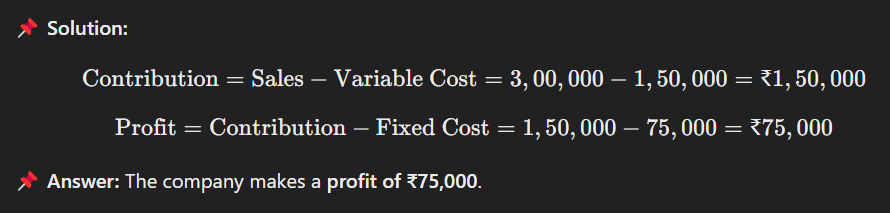 📌 Solution:
Contribution = Sales − Variable Cost = 3,00,000 − 1,50,000 = ₹1,50,000
Profit = Contribution − Fixed Cost = 1,50,000 − 75,000 = ₹75,000
📌 Answer: The company makes a profit of ₹75,000.